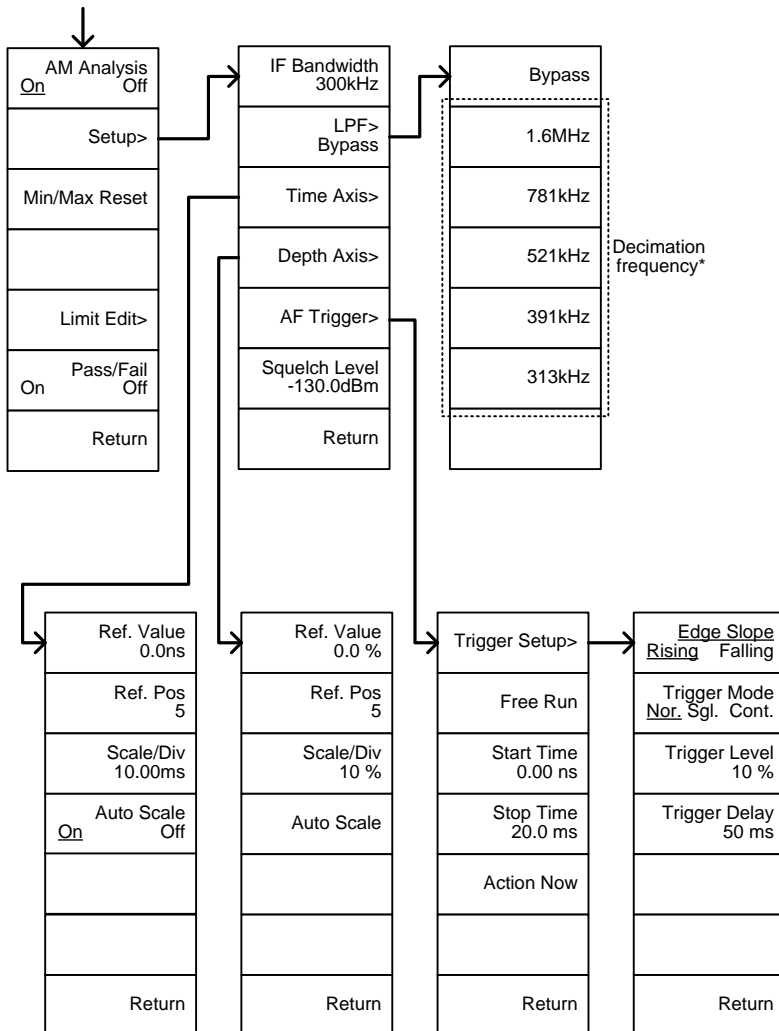 AM Analysis
On Off
Setup>
Min/Max Reset
Limit Edit>
Pass/Fail
On Off
Return
IF Bandwidth
300kHz
LPF>
Bypass
Time Axis>
Depth Axis>
AF Trigger>
Squelch Level
-130.0dBm
Return
Bypass
1.6MHz
781kHz
521kHz
391kHz
313kHz
Decimation
frequency*
Ref. Value
0.0ns
Ref. Pos
5
Scale/Div
10.00ms
Auto Scale
On Off
Return
Ref. Value
0.0 %
Ref. Pos
5
Scale/Div
10 %
Auto Scale
Return
Trigger Setup>
Free Run
Start Time
0.00 ns
Stop Time
20.0 ms
Action Now
Return
Edge Slope
Rising Falling
Trigger Mode
Nor. Sgl. Cont.
Trigger Level
10 %
Trigger Delay
50 ms
Return